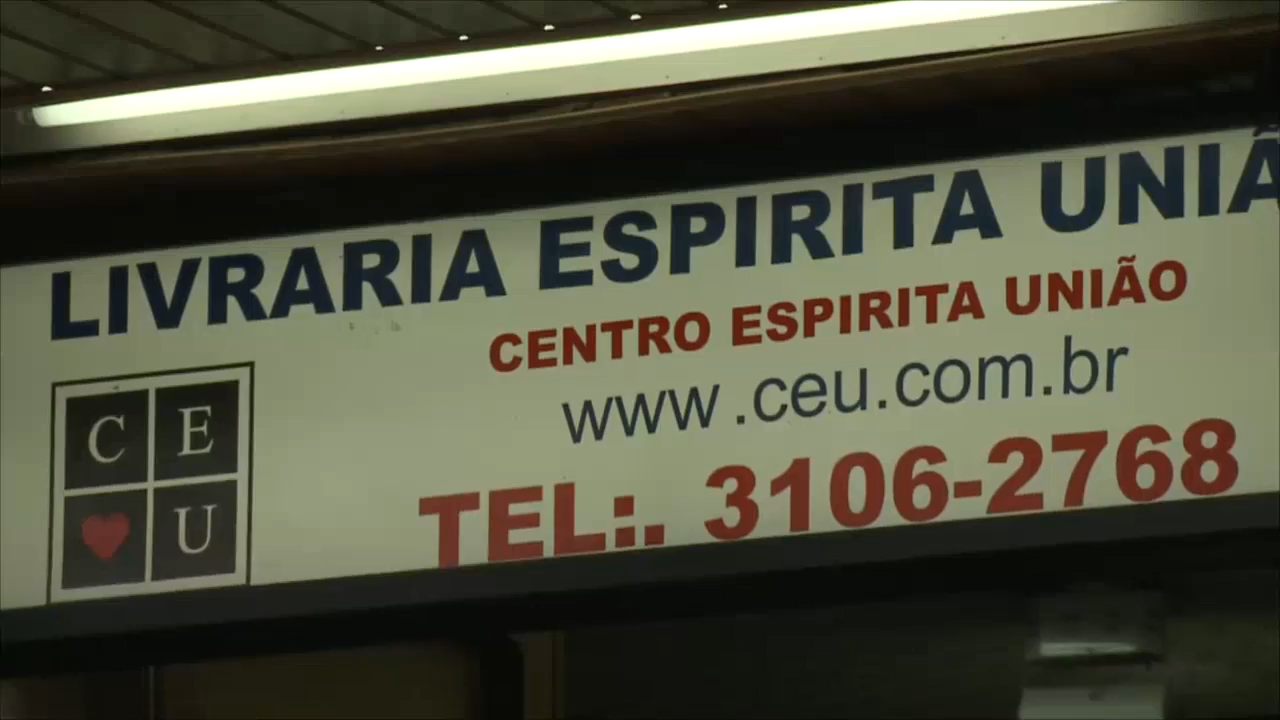 LIVRARIA ESPIRITA UNIÃ
CENTRO ESPIRITA UNIÃO
www.ceu.com.br
TEL:. 3106-2768
C E
U